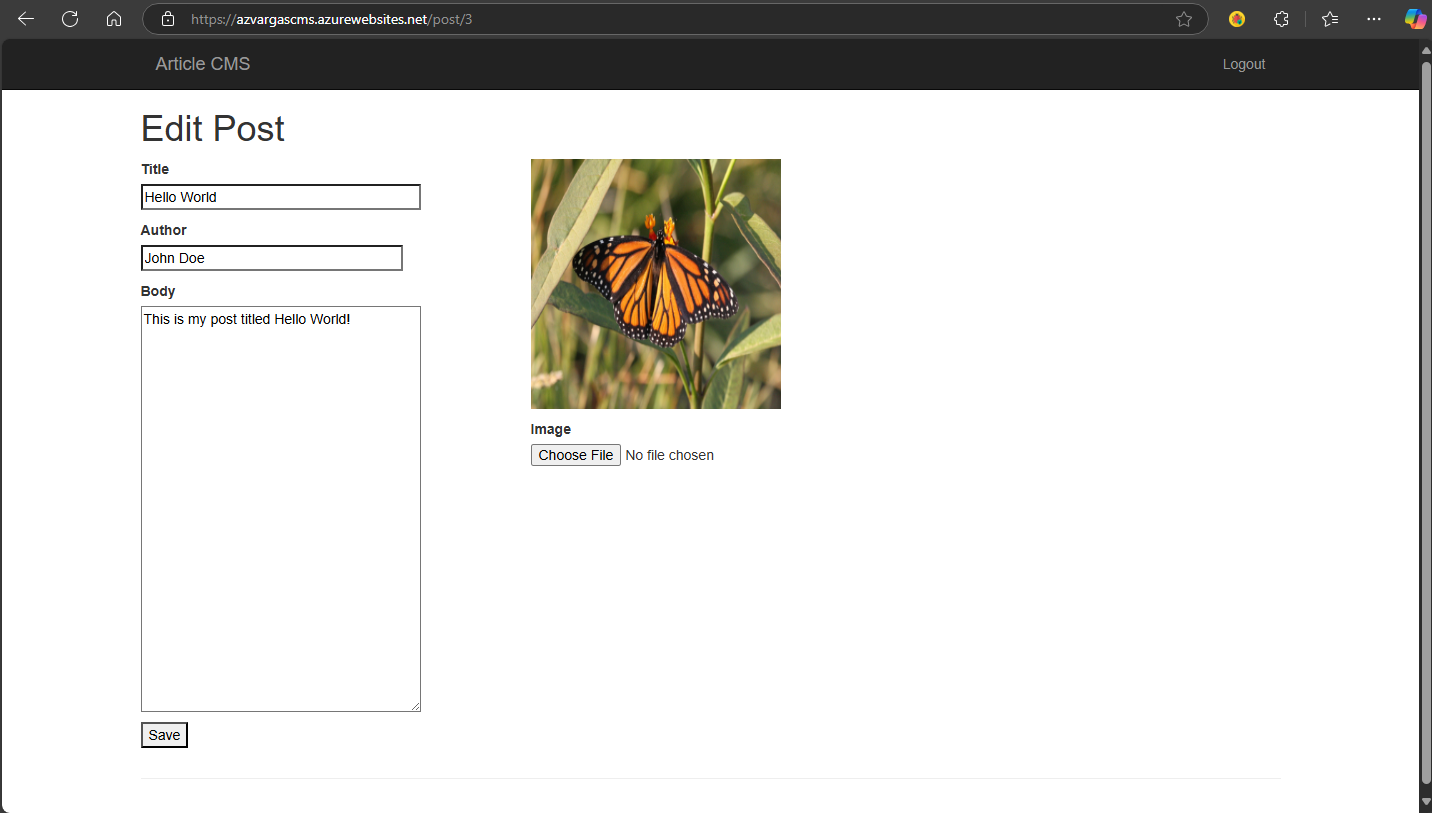 https://azvargascms.azurewebsites.net/post/3
Article CMS
Logout
Edit Post
Title
Hello World
Author
John Doe
Body
This is my post titled Hello World!
Image
Choose File No file chosen
Save